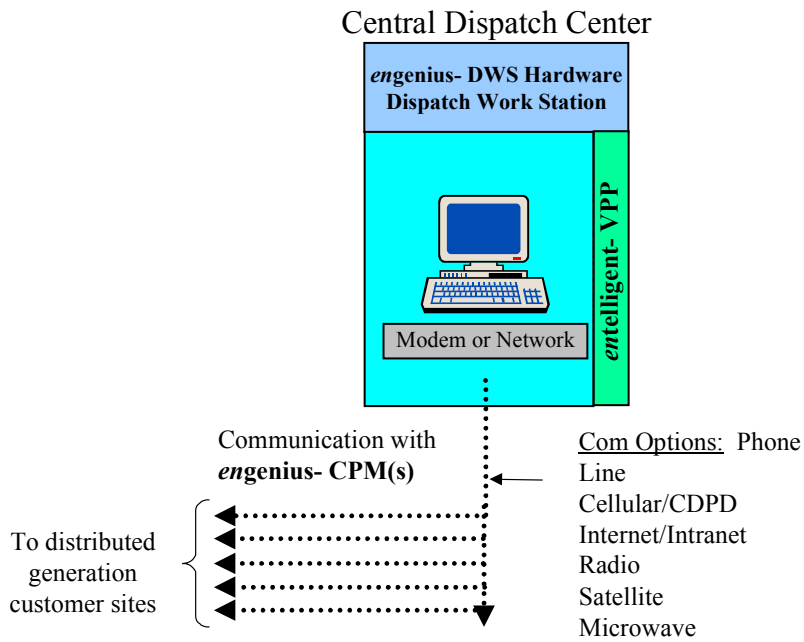 Central Dispatch Center
engenius- DWS Hardware
Dispatch Work Station
entelligent- VPP
Modem or Network
Communication with
engenius- CPM(s)
Com Options:  Phone
Line
Cellular/CDPD
Internet/Intranet
Radio
Satellite
Microwave
To distributed
generation
customer sites